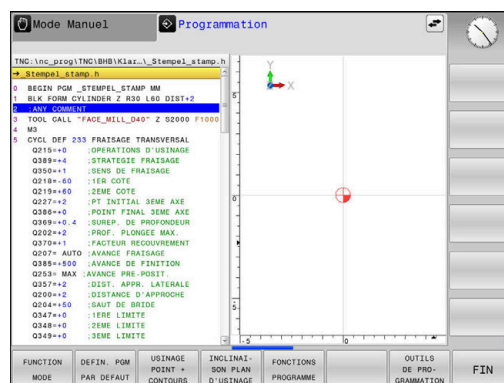 Mode Manuel
Programmation
TNC:\nc_prog\TNC\BHB\Klar…\_Stempel_stamp.h
→ _Stempel_stamp.h
0 BEGIN PGM _STEMPEL_STAMP MM
1 BLK FORM CYLINDER Z R30 L60 DIST+2
2 ;ANY COMMENT
3 TOOL CALL "FACE_MILL_D40" Z S2000 F1000
4 M3
5 CYCL DEF 233 FRAISAGE TRANSVERSAL
Q215=+0 ;OPERATIONS D'USINAGE
Q389=+4 ;STRATEGIE FRAISAGE
Q350=+1 ;SENS DE FRAISAGE
Q218=-60 ;1ER COTE
Q219=+60 ;2EME COTE
Q227=+2 ;PT INITIAL 3EME AXE
Q386=+0 ;POINT FINAL 3EME AXE
Q369=+0.4 ;SUREP. DE PROFONDEUR
Q202=+2 ;PROF. PLONGEE MAX.
Q370=+1 ;FACTEUR RECOUVREMENT
Q207= AUTO ;AVANCE FRAISAGE
Q385=+500 ;AVANCE DE FINITION
Q253= MAX ;AVANCE PRE-POSIT.
Q357=+2 ;DIST. APPR. LATERALE
Q200=+2 ;DISTANCE D'APPROCHE
Q204=+50 ;SAUT DE BRIDE
Q347=+0 ;1ERE LIMITE
Q348=+0 ;2EME LIMITE
Q349=+0 ;3EME LIMITE
Y
X
5
0
5
-5
0
FUNCTION
MODE
DEFIN. PGM
PAR DEFAUT
USINAGE
POINT +
CONTOURS
INCLINAI-
SON PLAN
D'USINAGE
FONCTIONS
PROGRAMME
OUTILS
DE PRO-
GRAMMATION
FIN